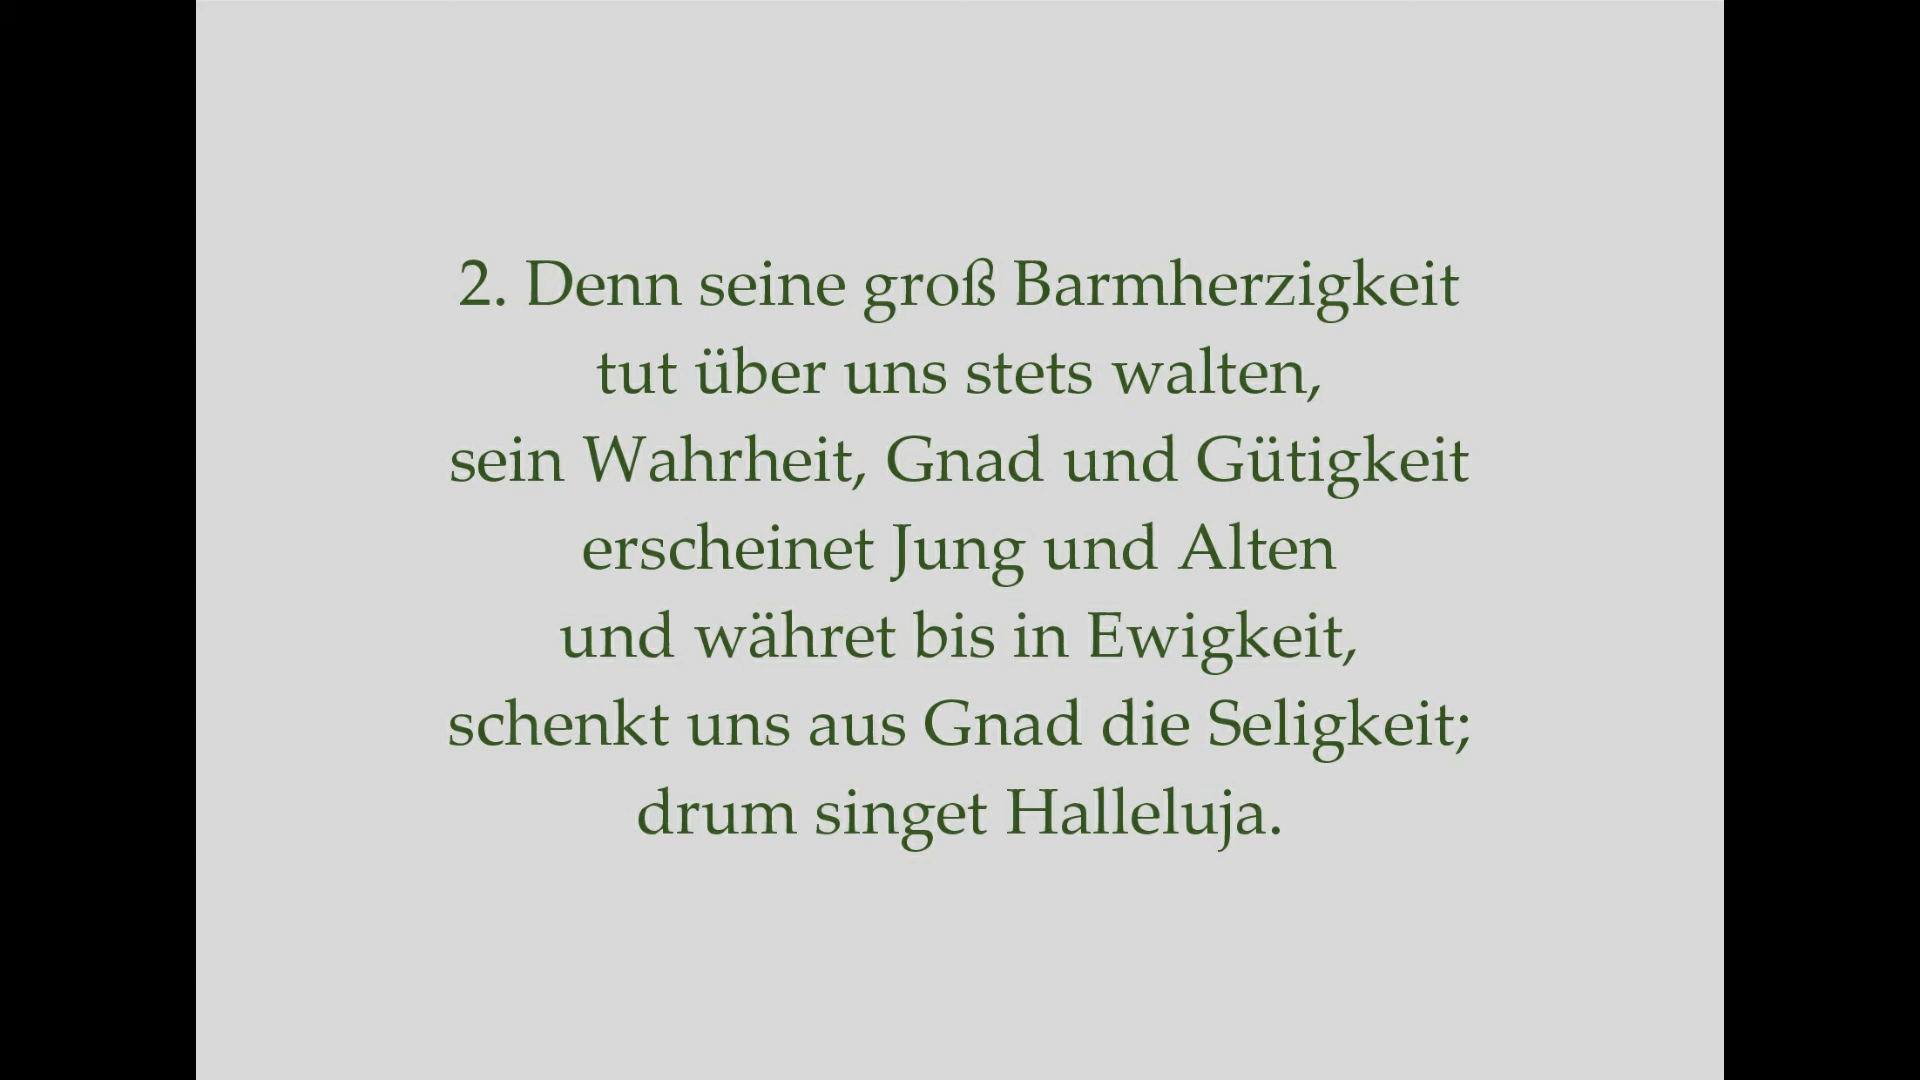 2. Denn seine groß Barmherzigkeit
tut über uns stets walten,
sein Wahrheit, Gnad und Gütigkeit
erscheinet Jung und Alten
und währet bis in Ewigkeit,
schenkt uns aus Gnad die Seligkeit;
drum singet Halleluja.